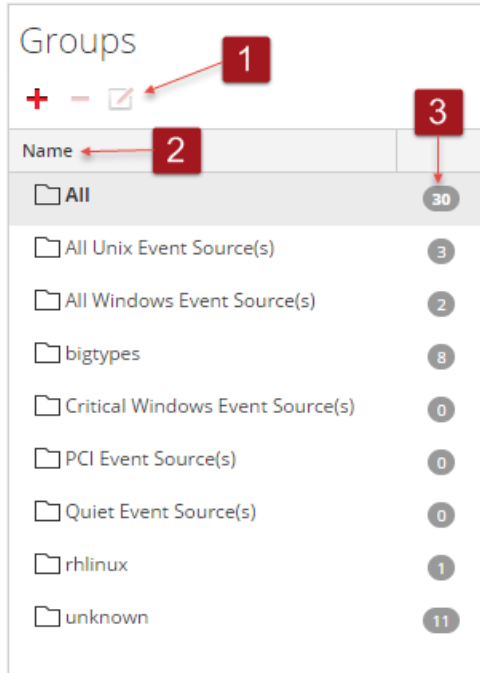 Groups
1
3
Name 2
All 30
All Unix Event Source(s) 3
All Windows Event Source(s) 2
bigtypes 8
Critical Windows Event Source(s) 0
PCI Event Source(s) 0
Quiet Event Source(s) 0
rhlinux 1
unknown 11